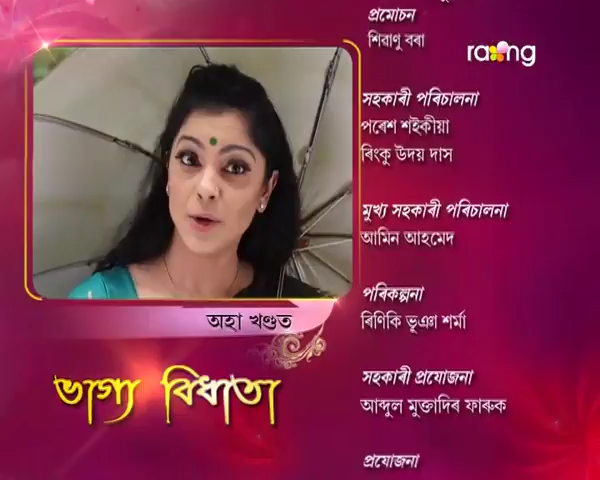 প্ৰমোচন
শিৱাণু বৰা
rang
সহকাৰী পৰিচালনা
পৰেশ শইকীয়া
ৰিংকু উদয় দাস
মুখ্য সহকাৰী পৰিচালনা
আমিন আহমেদ
পৰিকল্পনা
ৰিণিকি ভূঞা শৰ্মা
সহকাৰী প্ৰযোজনা
আব্দুল মুক্তাদিৰ ফাৰুক
প্ৰযোজনা
অহা খণ্ডত
ভাগ্য বিধাতা